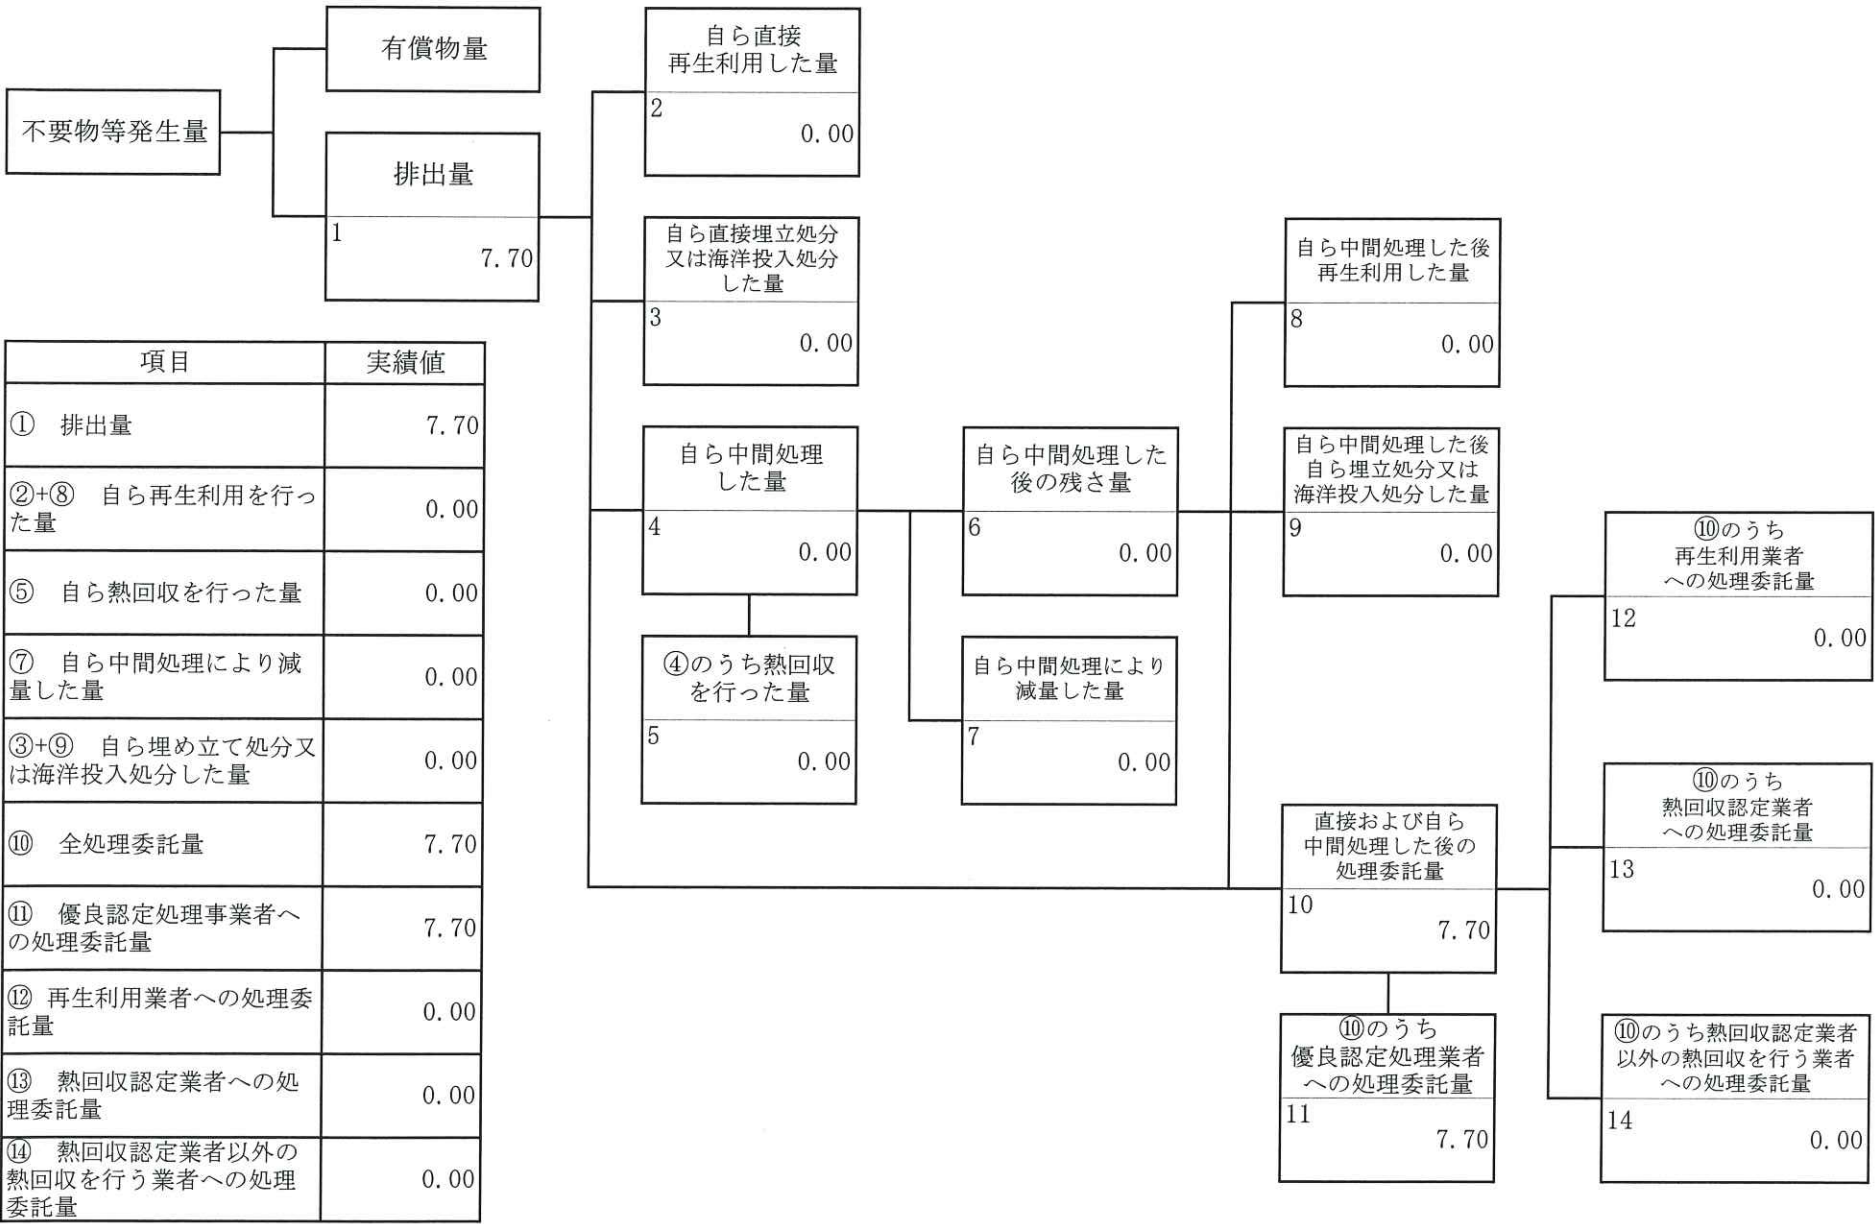 不要物等発生量
有償物量
排出量
1
7.70
自ら直接
再生利用した量
2
0.00
自ら直接埋立処分
又は海洋投入処分
した量
3
0.00
自ら中間処理
した量
4
0.00
④のうち熱回収
を行った量
5
0.00
自ら中間処理した
後の残さ量
6
0.00
自ら中間処理により
減量した量
7
0.00
自ら中間処理した後
再生利用した量
8
0.00
自ら中間処理した後
自ら埋立処分又は
海洋投入処分した量
9
0.00
直接および自ら
中間処理した後の
処理委託量
10
7.70
⑩のうち
優良認定処理業者
への処理委託量
11
7.70
⑩のうち
再生利用業者
への処理委託量
12
0.00
⑩のうち
熱回収認定業者
への処理委託量
13
0.00
⑩のうち熱回収認定業者
以外の熱回収を行う業者
への処理委託量
14
0.00
項目 実績値
① 排出量 7.70
②+⑧ 自ら再生利用を行っ
た量 0.00
⑤ 自ら熱回収を行った量 0.00
⑦ 自ら中間処理により減
量した量 0.00
③+⑨ 自ら埋め立て処分又
は海洋投入処分した量 0.00
⑩ 全処理委託量 7.70
⑪ 優良認定処理事業者へ
の処理委託量 7.70
⑫ 再生利用業者への処理委
託量 0.00
⑬ 熱回収認定業者への処
理委託量 0.00
⑭ 熱回収認定業者以外の
熱回収を行う業者への処理
委託量 0.00